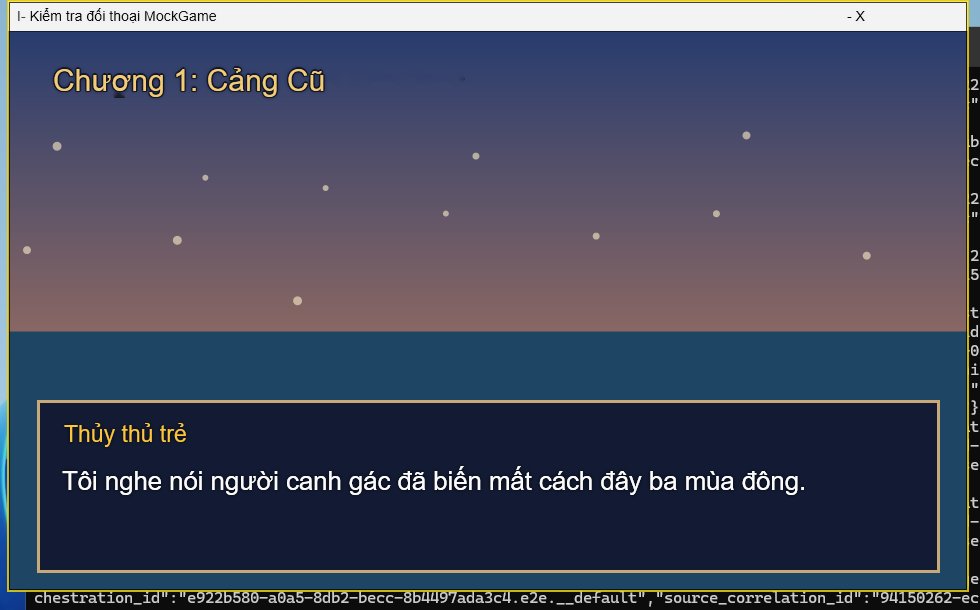 I- Kiểm tra đối thoại MockGame - X
Chương 1: Cảng Cũ
Thủy thủ trẻ
Tôi nghe nói người canh gác đã biến mất cách đây ba mùa đông.
chestration_id":"e922b580-a0a5-8db2-becc-8b4497ada3c4.e2e.__default","source_correlation_id":"94150262-e